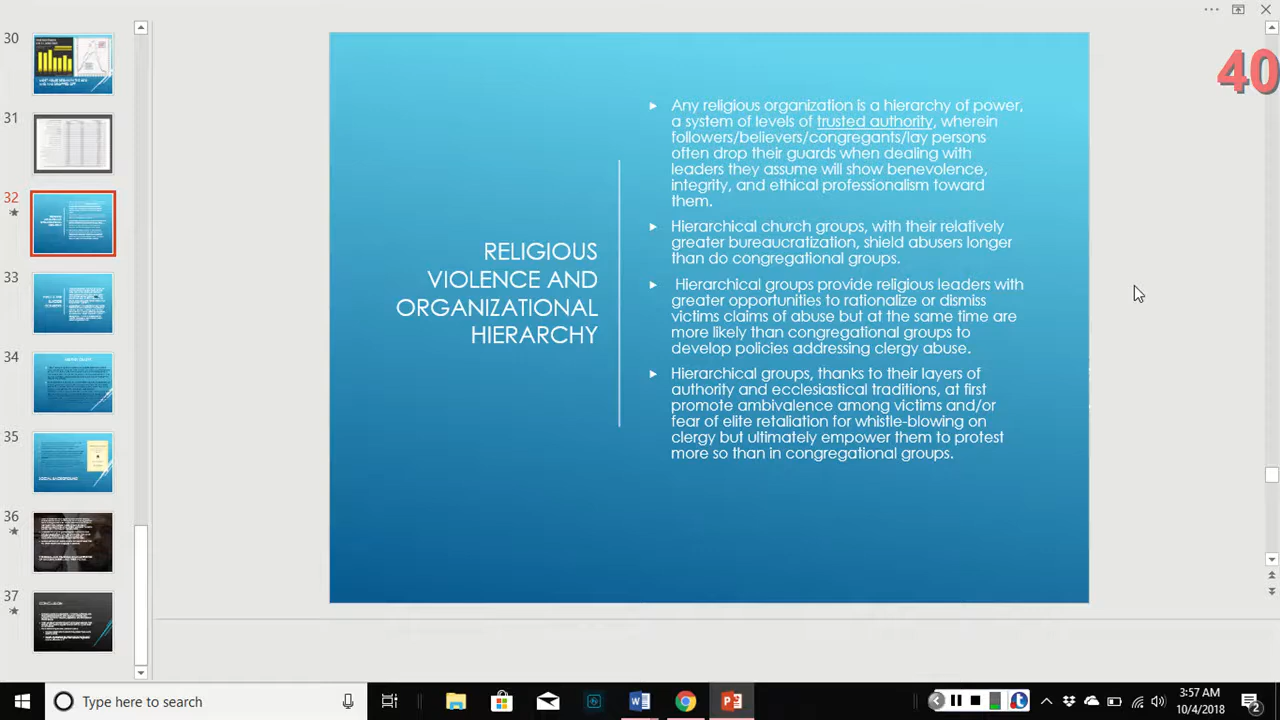 30
40
31
32
33
34
35
36
37
RELIGIOUS
VIOLENCE AND
ORGANIZATIONAL
HIERARCHY
Any religious organization is a hierarchy of power,
a system of levels of trusted authority, wherein
followers/believers/congregants/lay persons
often drop their guards when dealing with
leaders they assume will show benevolence,
integrity, and ethical professionalism toward
them.
Hierarchical church groups, with their relatively
greater bureaucratization, shield abusers longer
than do congregational groups.
Hierarchical groups provide religious leaders with
greater opportunities to rationalize or dismiss
victims claims of abuse but at the same time are
more likely than congregational groups to
develop policies addressing clergy abuse.
Hierarchical groups, thanks to their layers of
authority and ecclesiastical traditions, at first
promote ambivalence among victims and/or
fear of elite retaliation for whistle-blowing on
clergy but ultimately empower them to protest
more so than in congregational groups.
Type here to search
3:57 AM
10/4/2018
2